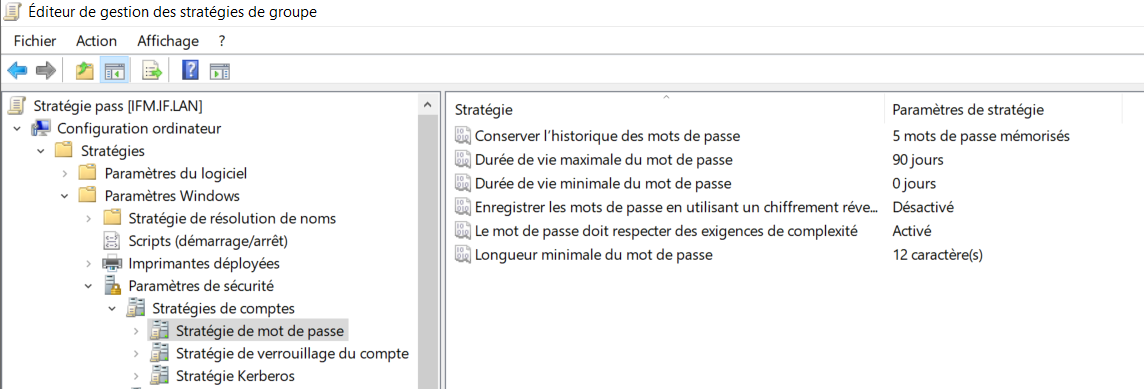 Éditeur de gestion des stratégies de groupe
Fichier Action Affichage ?
Stratégie pass [IFM.IF.LAN]
Configuration ordinateur
Stratégies
Paramètres du logiciel
Paramètres Windows
Stratégie de résolution de noms
Scripts (démarrage/arrêt)
Imprimantes déployées
Paramètres de sécurité
Stratégies de comptes
Stratégie de mot de passe
Stratégie de verrouillage du compte
Stratégie Kerberos
Stratégie Paramètres de stratégie
Conserver l'historique des mots de passe 5 mots de passe mémorisés
Durée de vie maximale du mot de passe 90 jours
Durée de vie minimale du mot de passe 0 jours
Enregistrer les mots de passe en utilisant un chiffrement réve... Désactivé
Le mot de passe doit respecter des exigences de complexité Activé
Longueur minimale du mot de passe 12 caractère(s)